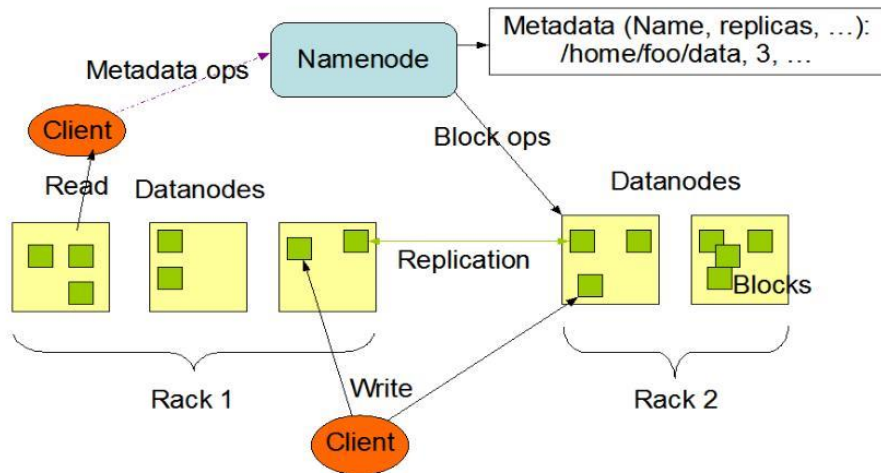 Metadata (Name, replicas, …):
/home/foo/data, 3, …
Namenode
Metadata ops
Client
Block ops
Read
Datanodes
Datanodes
Replication
Blocks
Rack 1
Write
Rack 2
Client